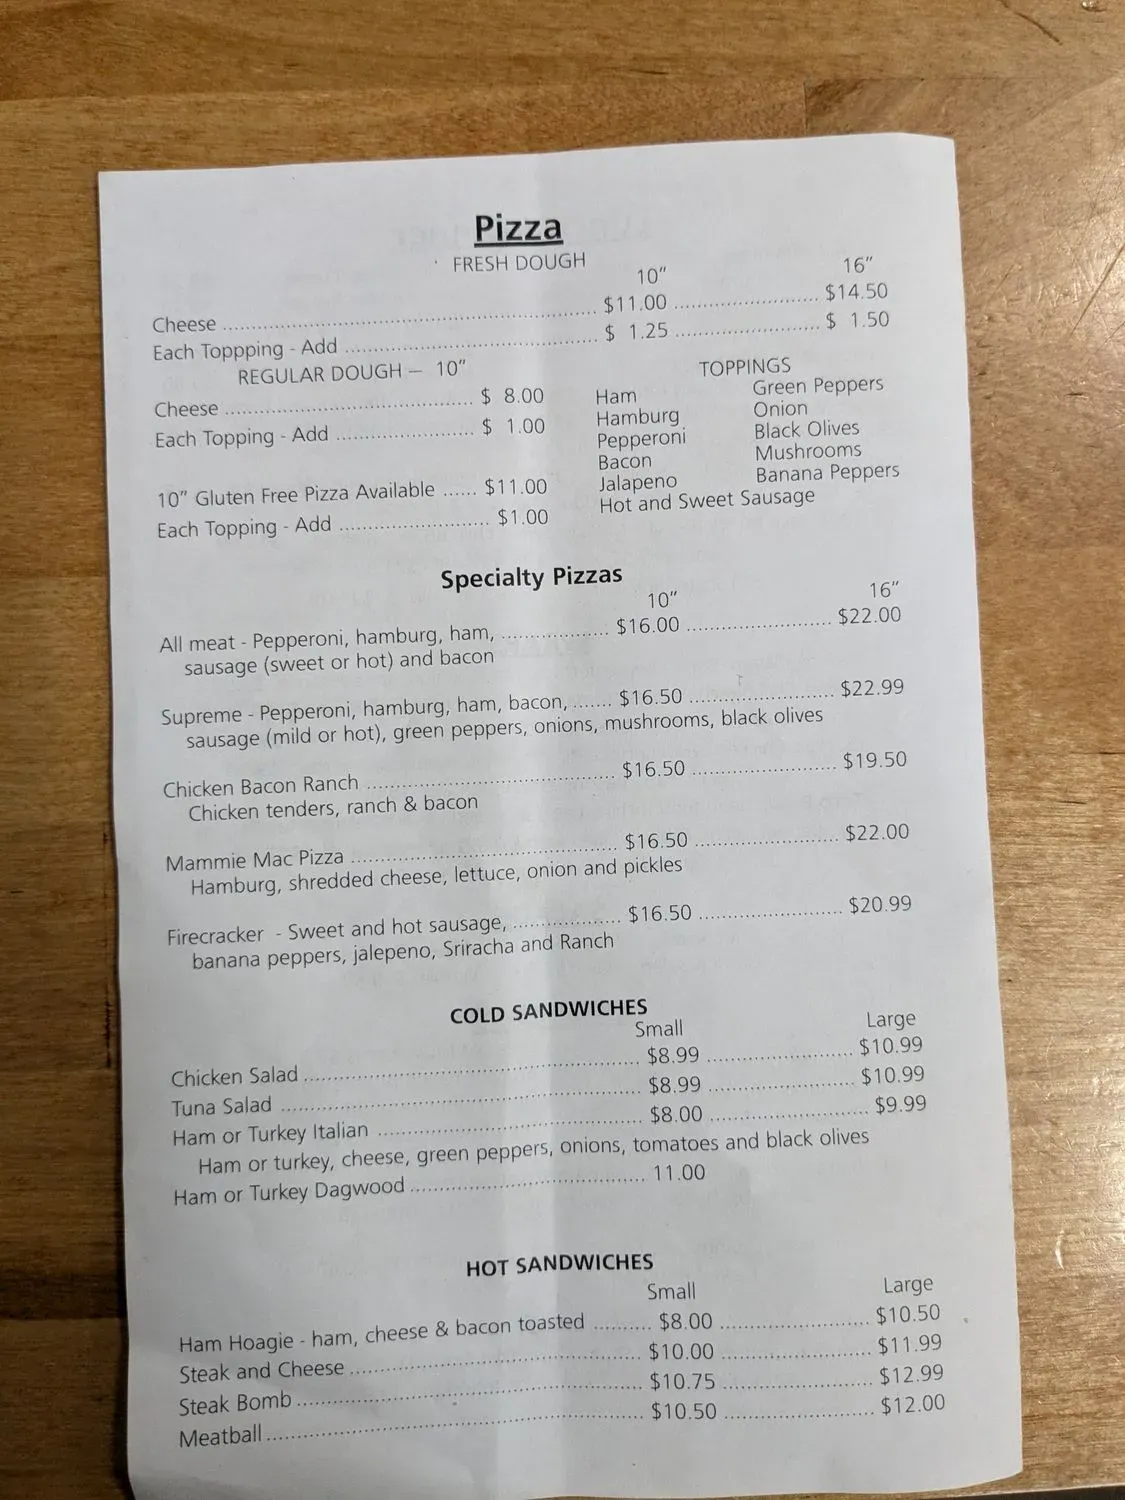 Pizza
FRESH DOUGH
10" 16"
Cheese ........ $11.00 ........ $14.50
Each Toppping - Add ........ $ 1.25 ........ $ 1.50
REGULAR DOUGH — 10"
Cheese ........ $ 8.00
Each Topping - Add ........ $ 1.00
10" Gluten Free Pizza Available ...... $11.00
Each Topping - Add ........ $1.00
TOPPINGS
Ham Green Peppers
Hamburg Onion
Pepperoni Black Olives
Bacon Mushrooms
Jalapeno Banana Peppers
Hot and Sweet Sausage
Specialty Pizzas
10" 16"
All meat - Pepperoni, hamburg, ham, ........ $16.00 ........ $22.00
sausage (sweet or hot) and bacon
Supreme - Pepperoni, hamburg, ham, bacon, ....... $16.50 ........ $22.99
sausage (mild or hot), green peppers, onions, mushrooms, black olives
Chicken Bacon Ranch ........ $16.50 ........ $19.50
Chicken tenders, ranch & bacon
Mammie Mac Pizza ........ $16.50 ........ $22.00
Hamburg, shredded cheese, lettuce, onion and pickles
Firecracker - Sweet and hot sausage, ........ $16.50 ........ $20.99
banana peppers, jalepeno, Sriracha and Ranch
COLD SANDWICHES
Small Large
Chicken Salad ........ $8.99 ........ $10.99
Tuna Salad ........ $8.99 ........ $10.99
Ham or Turkey Italian ........ $8.00 ........ $9.99
Ham or turkey, cheese, green peppers, onions, tomatoes and black olives
Ham or Turkey Dagwood ........ 11.00
HOT SANDWICHES
Small Large
Ham Hoagie - ham, cheese & bacon toasted .......... $8.00 ........ $10.50
Steak and Cheese ........ $10.00 ........ $11.99
Steak Bomb ........ $10.75 ........ $12.99
Meatball ........ $10.50 ........ $12.00